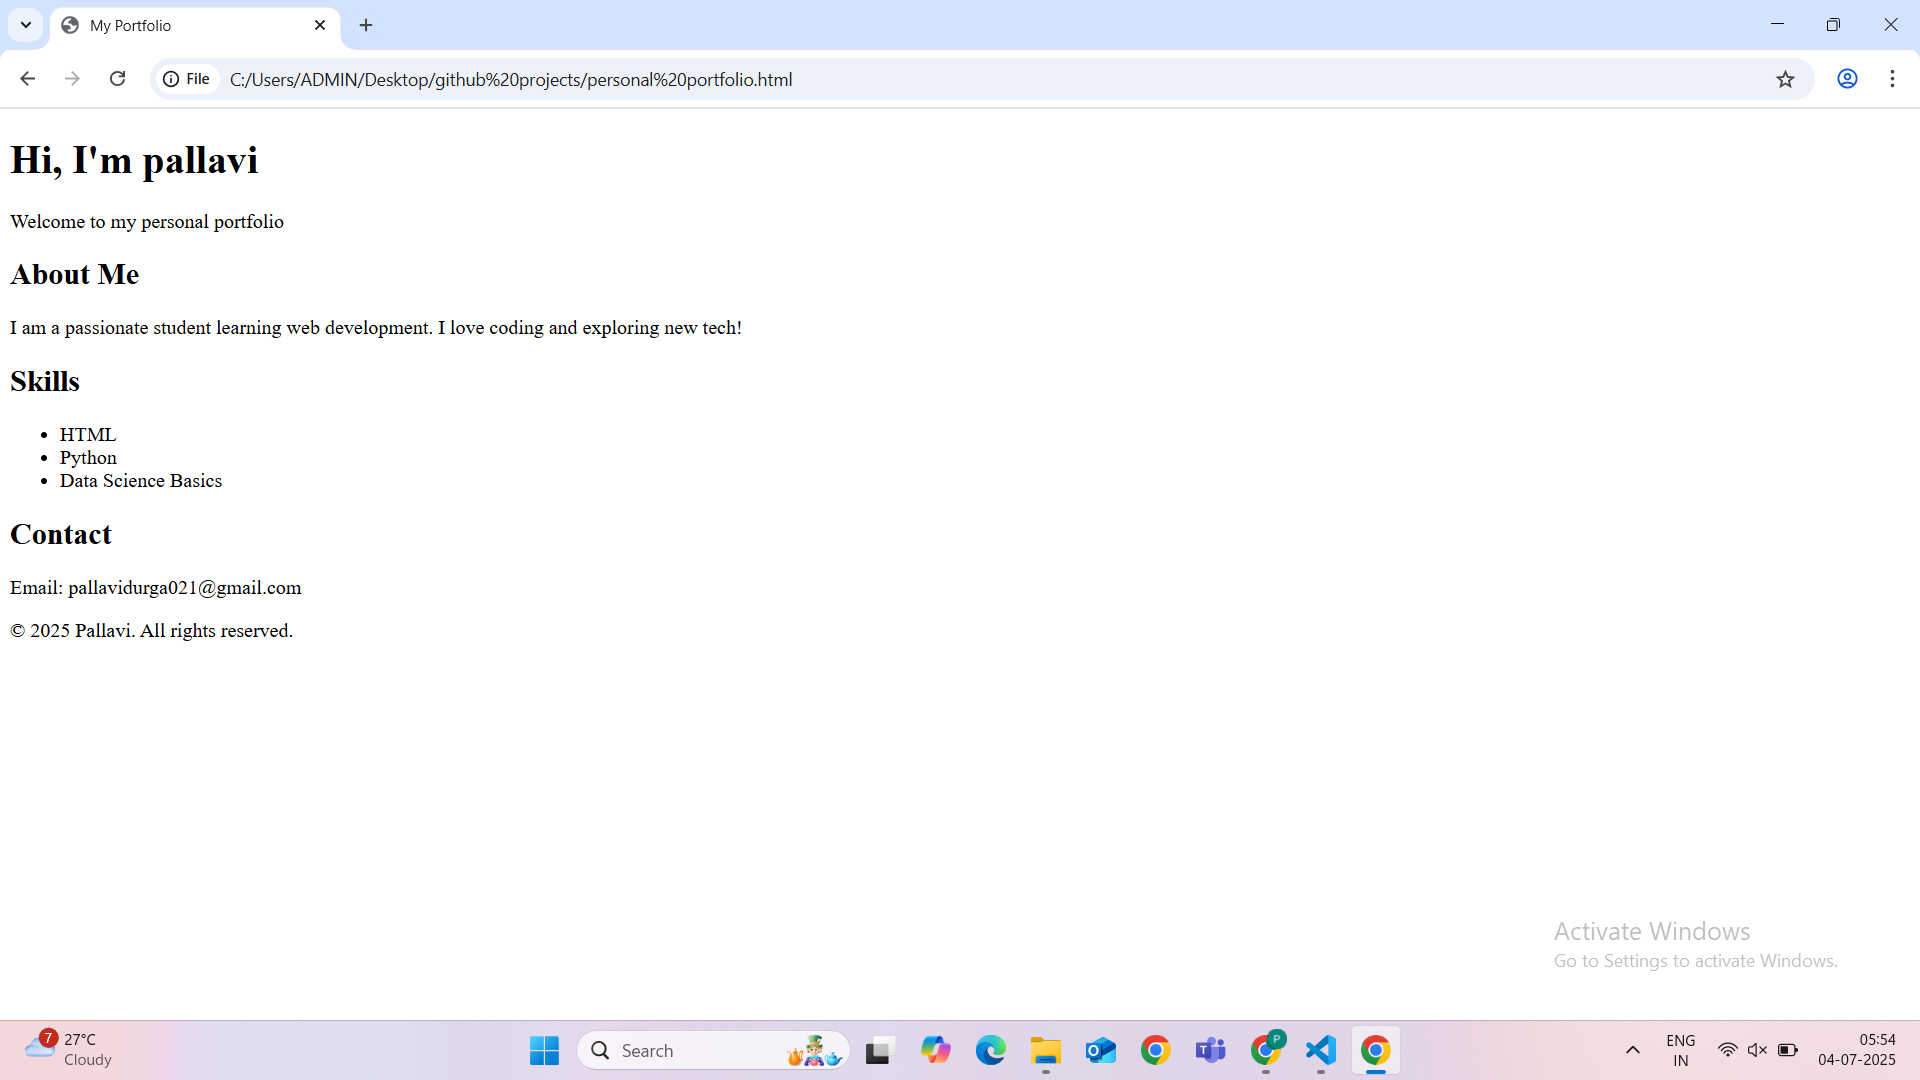 My Portfolio
File C:/Users/ADMIN/Desktop/github%20projects/personal%20portfolio.html
Hi, I'm pallavi
Welcome to my personal portfolio
About Me
I am a passionate student learning web development. I love coding and exploring new tech!
Skills
• HTML
• Python
• Data Science Basics
Contact
Email: pallavidurga021@gmail.com
© 2025 Pallavi. All rights reserved.
Activate Windows
Go to Settings to activate Windows.
7
27°C
Cloudy
Search
P
ENG
IN
05:54
04-07-2025